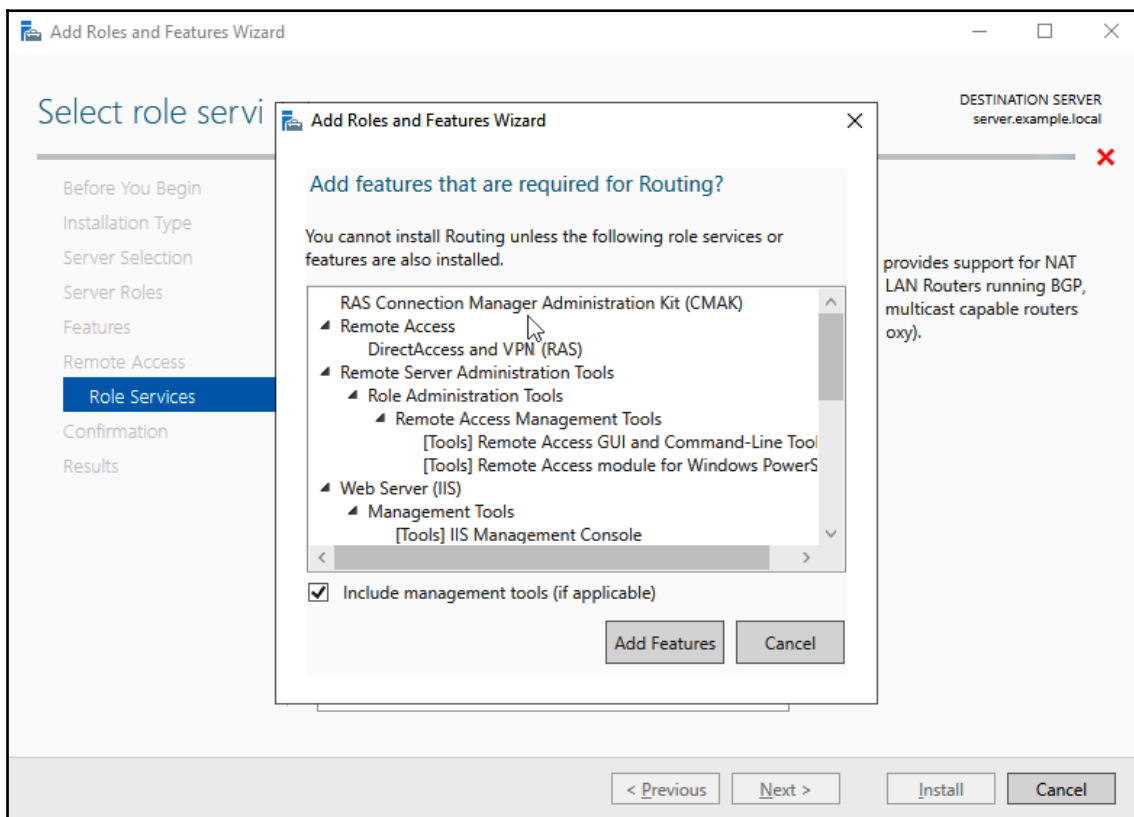 Add Roles and Features Wizard
Select role servi
DESTINATION SERVER
server.example.local
Before You Begin
Installation Type
Server Selection
Server Roles
Features
Remote Access
Role Services
Confirmation
Results
provides support for NAT
LAN Routers running BGP,
multicast capable routers
oxy).
Add Roles and Features Wizard
Add features that are required for Routing?
You cannot install Routing unless the following role services or
features are also installed.
RAS Connection Manager Administration Kit (CMAK)
Remote Access
DirectAccess and VPN (RAS)
Remote Server Administration Tools
Role Administration Tools
Remote Access Management Tools
[Tools] Remote Access GUI and Command-Line Tool
[Tools] Remote Access module for Windows PowerS
Web Server (IIS)
Management Tools
[Tools] IIS Management Console
Include management tools (if applicable)
Add Features
Cancel
< Previous
Next >
Install
Cancel